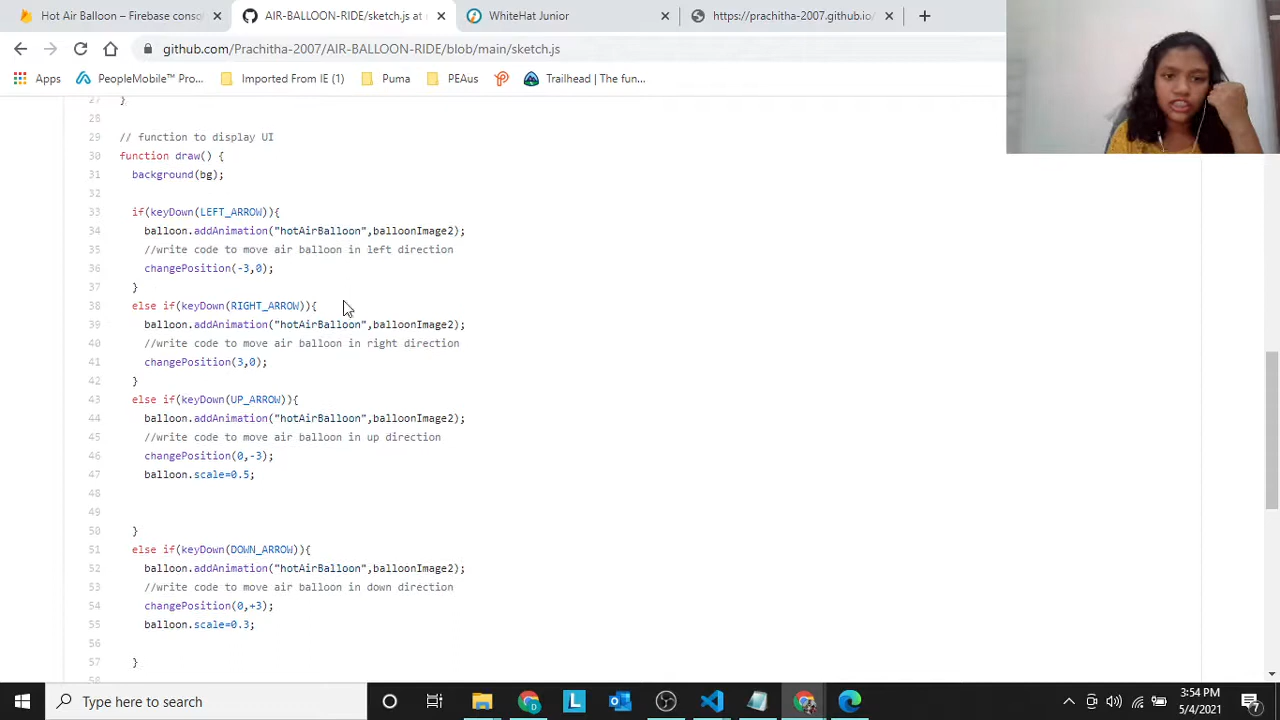 Hot Air Balloon – Firebase conso
AIR-BALLOON-RIDE/sketch.js at
WhiteHat Junior
https://prachitha-2007.github.io/
github.com/Prachitha-2007/AIR-BALLOON-RIDE/blob/main/sketch.js
Apps
PeopleMobile™ Pro...
Imported From IE (1)
Puma
PEAus
Trailhead | The fun...
27 }
28
29 // function to display UI
30 function draw() {
31 background(bg);
32
33 if(keyDown(LEFT_ARROW)){
34 balloon.addAnimation("hotAirBalloon",balloonImage2);
35 //write code to move air balloon in left direction
36 changePosition(-3,0);
37 }
38 else if(keyDown(RIGHT_ARROW)){
39 balloon.addAnimation("hotAirBalloon",balloonImage2);
40 //write code to move air balloon in right direction
41 changePosition(3,0);
42 }
43 else if(keyDown(UP_ARROW)){
44 balloon.addAnimation("hotAirBalloon",balloonImage2);
45 //write code to move air balloon in up direction
46 changePosition(0,-3);
47 balloon.scale=0.5;
48
49
50 }
51 else if(keyDown(DOWN_ARROW)){
52 balloon.addAnimation("hotAirBalloon",balloonImage2);
53 //write code to move air balloon in down direction
54 changePosition(0,+3);
55 balloon.scale=0.3;
56
57 }
Type here to search
3:54 PM
5/4/2021
7